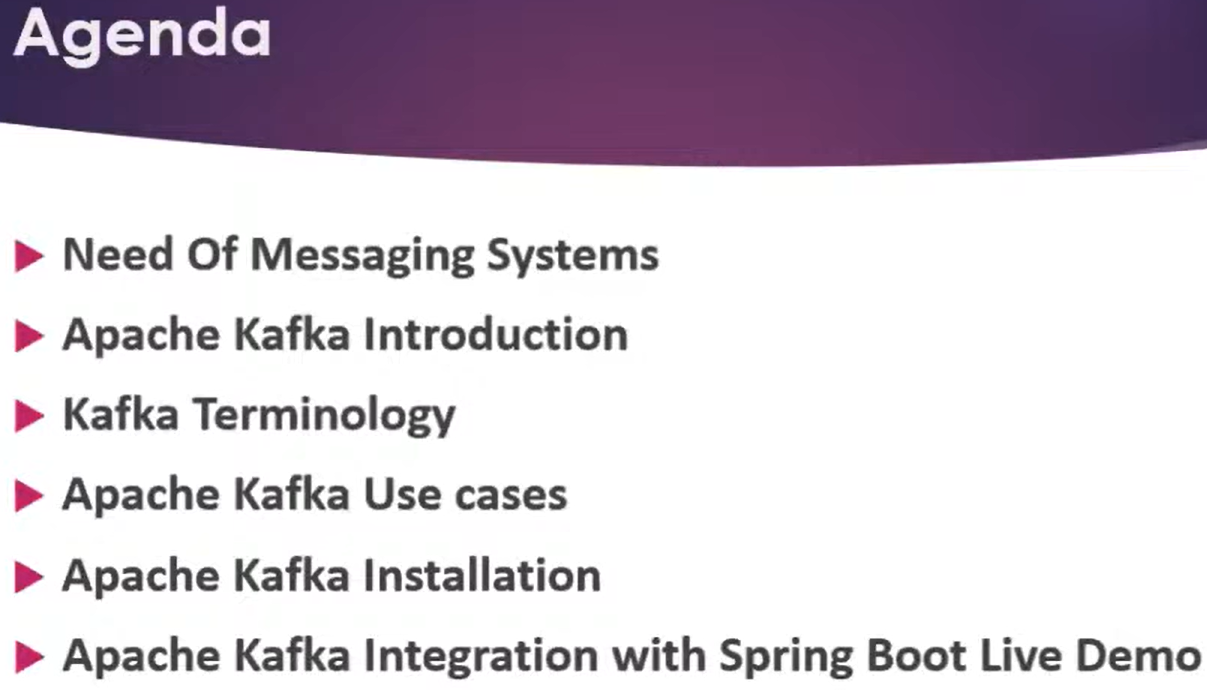 Agenda
Need Of Messaging Systems
Apache Kafka Introduction
Kafka Terminology
Apache Kafka Use cases
Apache Kafka Installation
Apache Kafka Integration with Spring Boot Live Demo